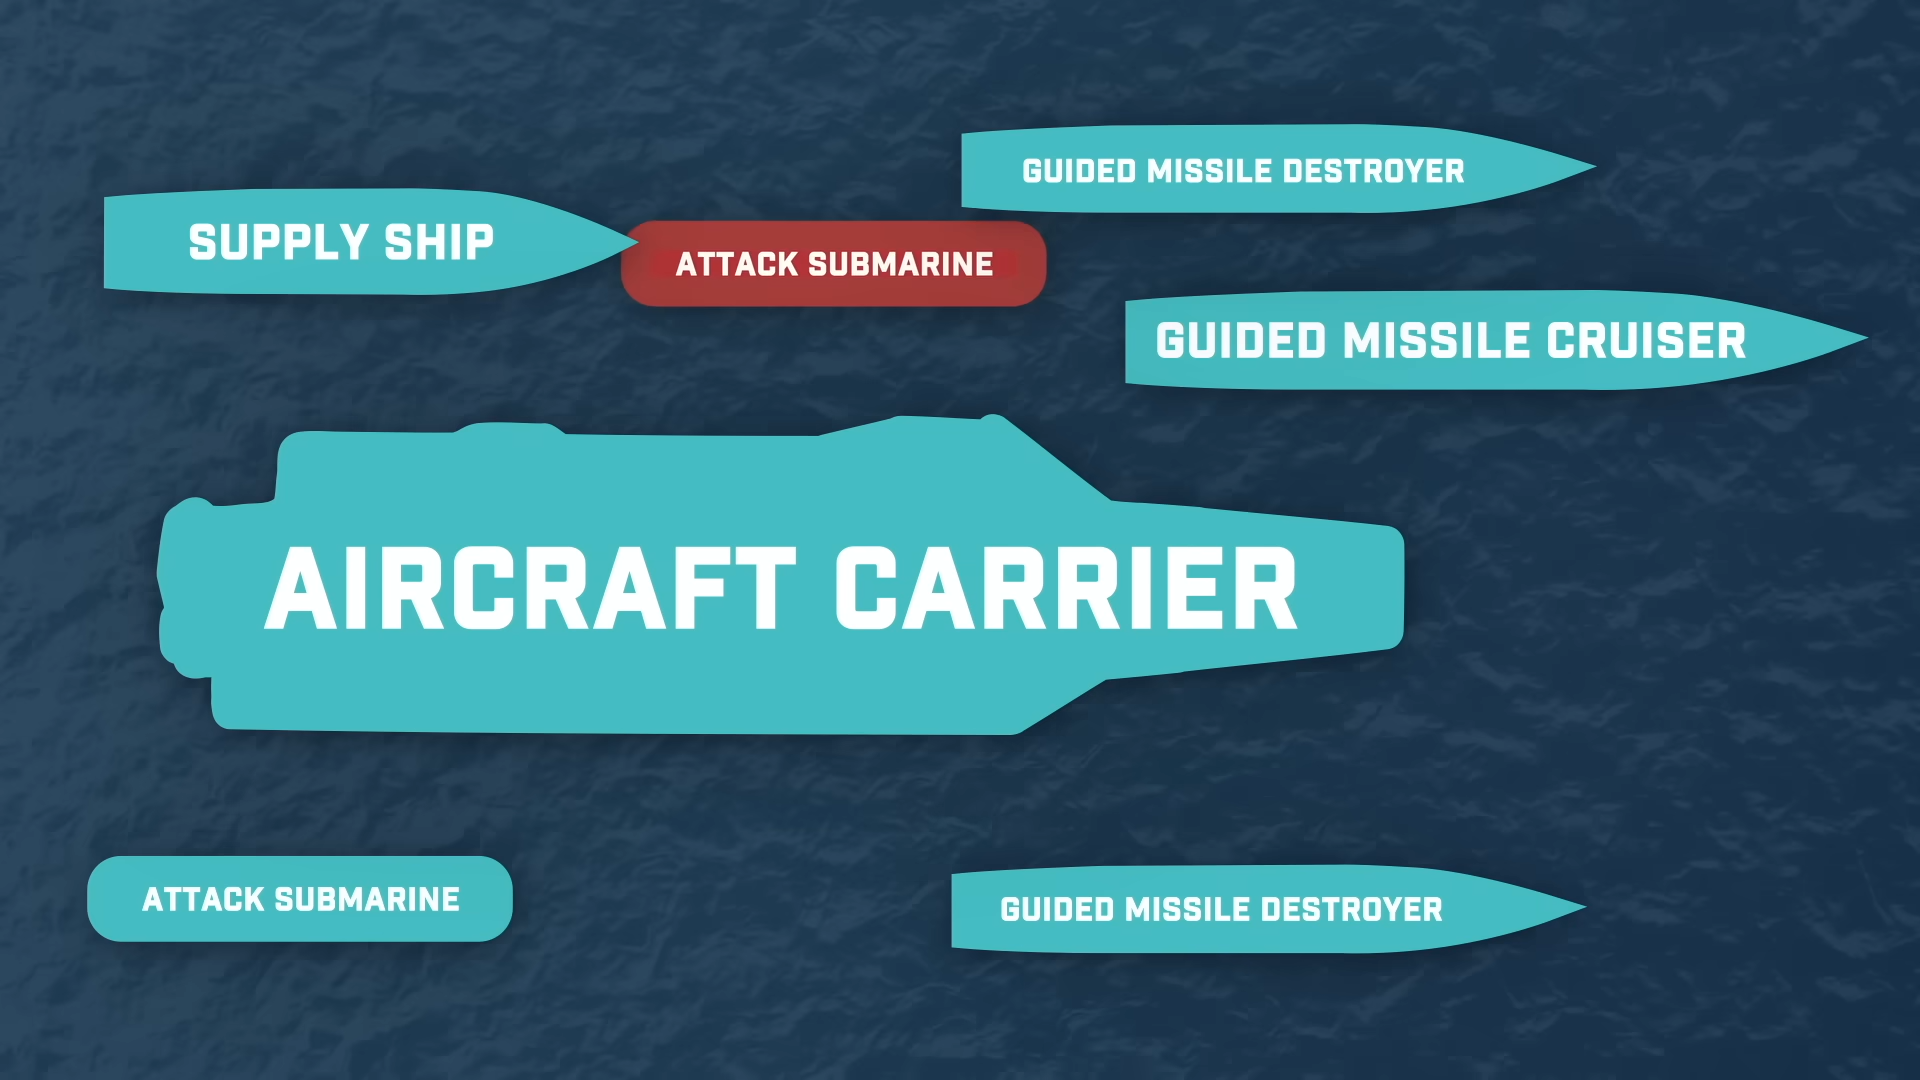 GUIDED MISSILE DESTROYER
SUPPLY SHIP
ATTACK SUBMARINE
GUIDED MISSILE CRUISER
AIRCRAFT CARRIER
ATTACK SUBMARINE
GUIDED MISSILE DESTROYER